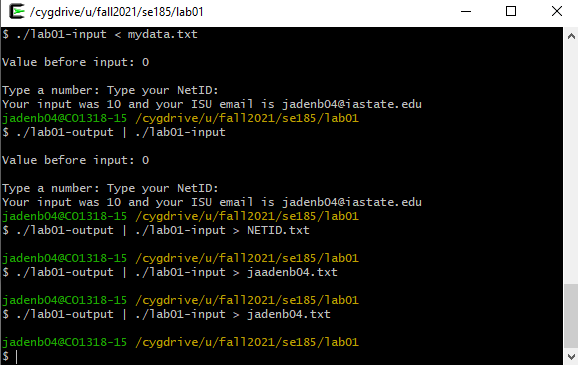 /cygdrive/u/fall2021/se185/lab01
$ ./lab01-input < mydata.txt
Value before input: 0
Type a number: Type your NetID:
Your input was 10 and your ISU email is jadenb04@iastate.edu
jadenb04@CO1318-15 /cygdrive/u/fall2021/se185/lab01
$ ./lab01-output | ./lab01-input
Value before input: 0
Type a number: Type your NetID:
Your input was 10 and your ISU email is jadenb04@iastate.edu
jadenb04@CO1318-15 /cygdrive/u/fall2021/se185/lab01
$ ./lab01-output | ./lab01-input > NETID.txt
jadenb04@CO1318-15 /cygdrive/u/fall2021/se185/lab01
$ ./lab01-output | ./lab01-input > jaadenb04.txt
jadenb04@CO1318-15 /cygdrive/u/fall2021/se185/lab01
$ ./lab01-output | ./lab01-input > jadenb04.txt
jadenb04@CO1318-15 /cygdrive/u/fall2021/se185/lab01
$